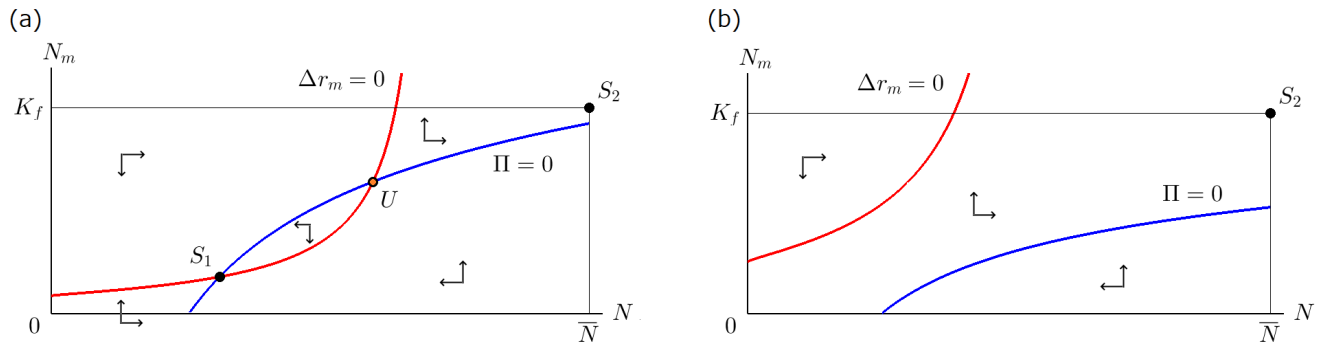 (a)
N_m
Δr_m = 0
S_2
K_f
Π = 0
U
S_1
0
N̅
N
(b)
N_m
Δr_m = 0
S_2
K_f
Π = 0
0
N̅
N